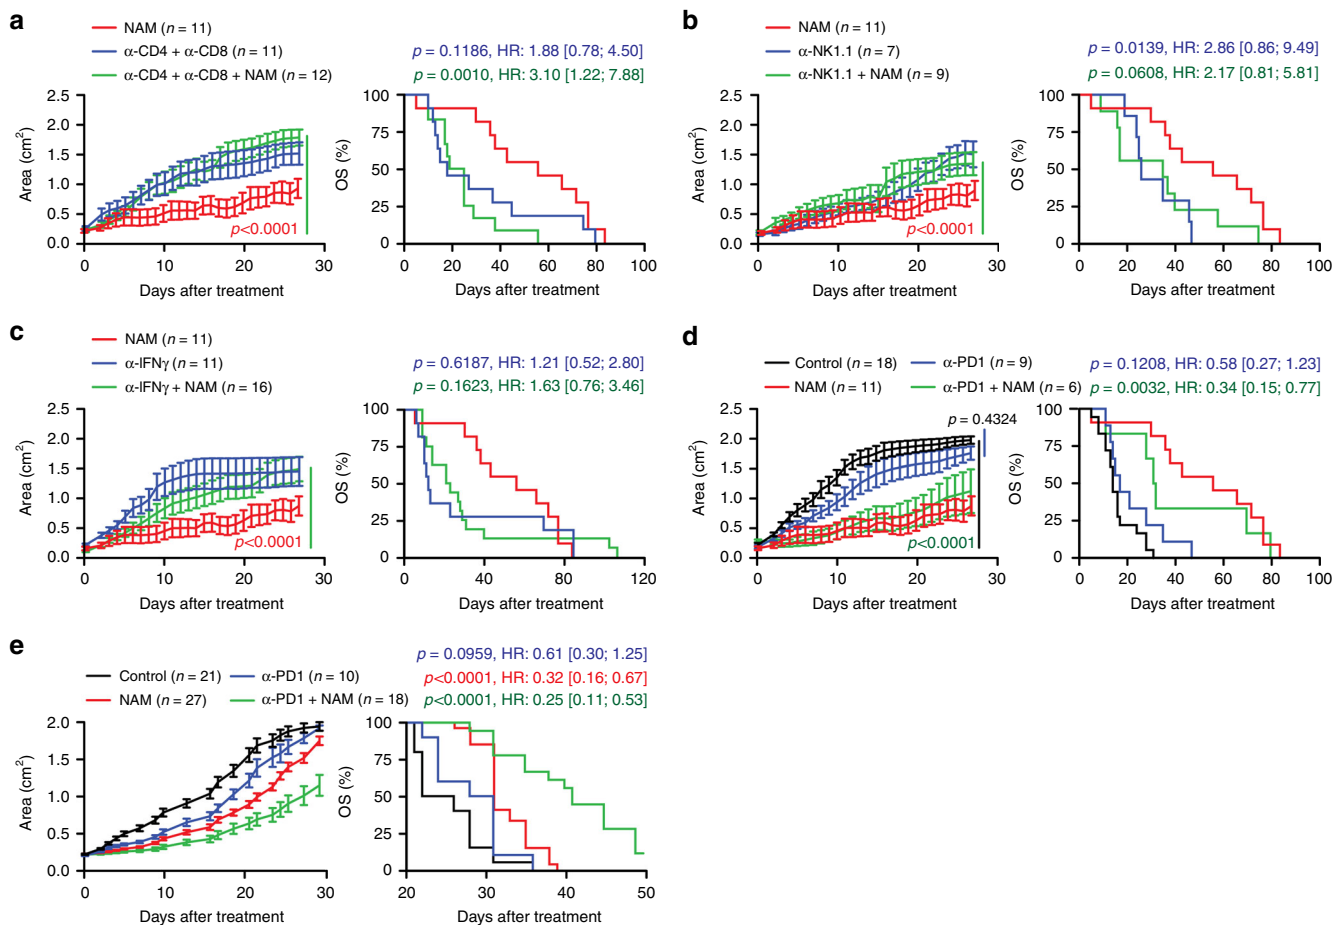 a
NAM (n = 11)
α-CD4 + α-CD8 (n = 11)
α-CD4 + α-CD8 + NAM (n = 12)
p = 0.1186, HR: 1.88 [0.78; 4.50]
p = 0.0010, HR: 3.10 [1.22; 7.88]
Area (cm²)
2.5
2.0
1.5
1.0
0.5
0.0
p<0.0001
0 10 20 30
Days after treatment
OS (%)
100
75
50
25
0
0 20 40 60 80 100
Days after treatment
b
NAM (n = 11)
α-NK1.1 (n = 7)
α-NK1.1 + NAM (n = 9)
p = 0.0139, HR: 2.86 [0.86; 9.49]
p = 0.0608, HR: 2.17 [0.81; 5.81]
Area (cm²)
2.5
2.0
1.5
1.0
0.5
0.0
p<0.0001
0 10 20 30
Days after treatment
OS (%)
100
75
50
25
0
0 20 40 60 80 100
Days after treatment
c
NAM (n = 11)
α-IFNγ (n = 11)
α-IFNγ + NAM (n = 16)
p = 0.6187, HR: 1.21 [0.52; 2.80]
p = 0.1623, HR: 1.63 [0.76; 3.46]
Area (cm²)
2.5
2.0
1.5
1.0
0.5
0.0
p<0.0001
0 10 20 30
Days after treatment
OS (%)
100
75
50
25
0
0 40 80 120
Days after treatment
d
Control (n = 18) α-PD1 (n = 9)
NAM (n = 11) α-PD1 + NAM (n = 6)
p = 0.1208, HR: 0.58 [0.27; 1.23]
p = 0.0032, HR: 0.34 [0.15; 0.77]
Area (cm²)
2.5
2.0
1.5
1.0
0.5
0.0
p = 0.4324
p<0.0001
0 10 20 30
Days after treatment
OS (%)
100
75
50
25
0
0 20 40 60 80 100
Days after treatment
e
Control (n = 21) α-PD1 (n = 10)
NAM (n = 27) α-PD1 + NAM (n = 18)
p = 0.0959, HR: 0.61 [0.30; 1.25]
p<0.0001, HR: 0.32 [0.16; 0.67]
p<0.0001, HR: 0.25 [0.11; 0.53]
Area (cm²)
2.0
1.5
1.0
0.5
0.0
0 10 20 30
Days after treatment
OS (%)
100
75
50
25
0
20 30 40 50
Days after treatment